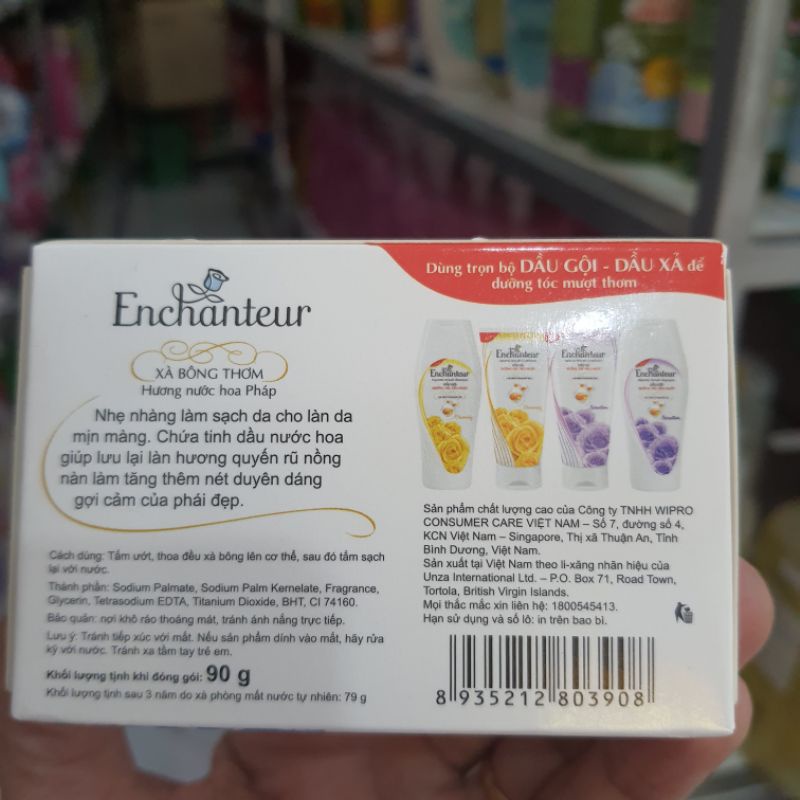 Enchanteur
XÀ BÔNG THƠM
Hương nước hoa Pháp
Nhẹ nhàng làm sạch da cho làn da
mịn màng. Chứa tinh dầu nước hoa
giúp lưu lại làn hương quyến rũ nồng
nàn làm tăng thêm nét duyên dáng
gợi cảm của phái đẹp.
Cách dùng: Tắm ướt, thoa đều xà bông lên cơ thể, sau đó tắm sạch
lại với nước.
Thành phần: Sodium Palmate, Sodium Palm Kernelate, Fragrance,
Glycerin, Tetrasodium EDTA, Titanium Dioxide, BHT, CI 74160.
Bảo quản: nơi khô ráo thoáng mát, tránh ánh nắng trực tiếp.
Lưu ý: Tránh tiếp xúc với mắt. Nếu sản phẩm dính vào mắt, hãy rửa
kỹ với nước. Tránh xa tầm tay trẻ em.
Khối lượng tịnh khi đóng gói: 90 g
Khối lượng tịnh sau 3 năm do xà phòng mất nước tự nhiên: 79 g
Dùng trọn bộ DẦU GỘI - DẦU XẢ để
dưỡng tóc mượt thơm
Enchanteur
Enchanteur
Enchanteur
Enchanteur
Sản phẩm chất lượng cao của Công ty TNHH WIPRO
CONSUMER CARE VIỆT NAM – Số 7, đường số 4,
KCN Việt Nam – Singapore, Thị xã Thuận An, Tỉnh
Bình Dương, Việt Nam.
Sản xuất tại Việt Nam theo li-xăng nhãn hiệu của
Unza International Ltd. – P.O. Box 71, Road Town,
Tortola, British Virgin Islands.
Mọi thắc mắc xin liên hệ: 1800545413.
Hạn sử dụng và số lô: in trên bao bì.
8 935212 803908